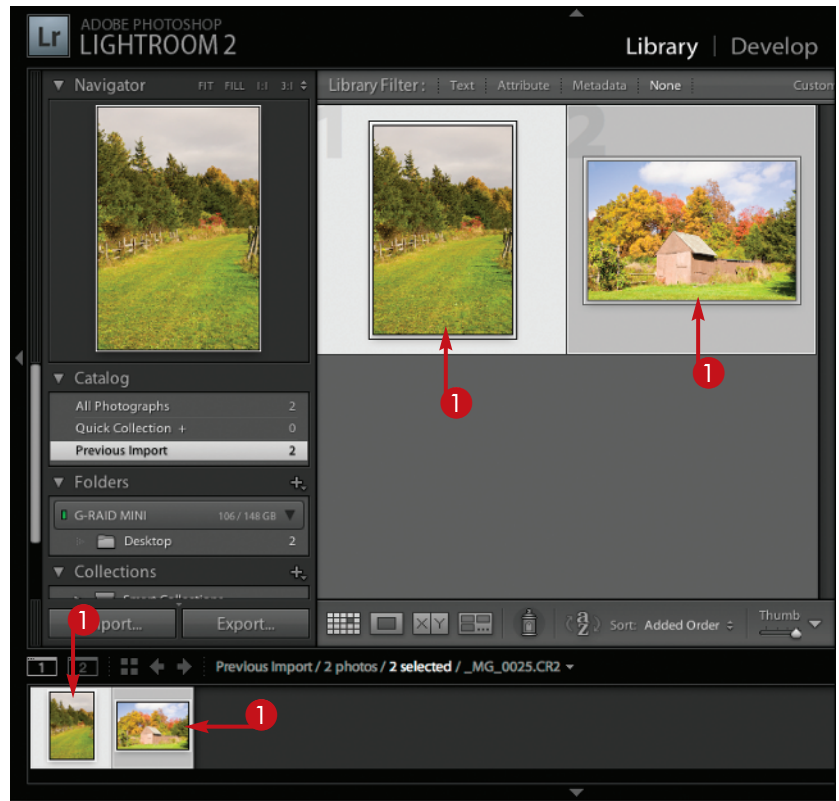 Lr
ADOBE PHOTOSHOP
LIGHTROOM 2
Library | Develop
Navigator FIT FILL 1:1 3:1
Library Filter : Text Attribute Metadata None
1
2
1
1
Catalog
All Photographs 2
Quick Collection + 0
Previous Import 2
Folders +
G-RAID MINI 106 / 148 GB
Desktop 2
Collections +
Smart Collections
1
Export...
XY
a
z
Sort: Added Order
Thumb
1 2 Previous Import / 2 photos / 2 selected / _MG_0025.CR2
1